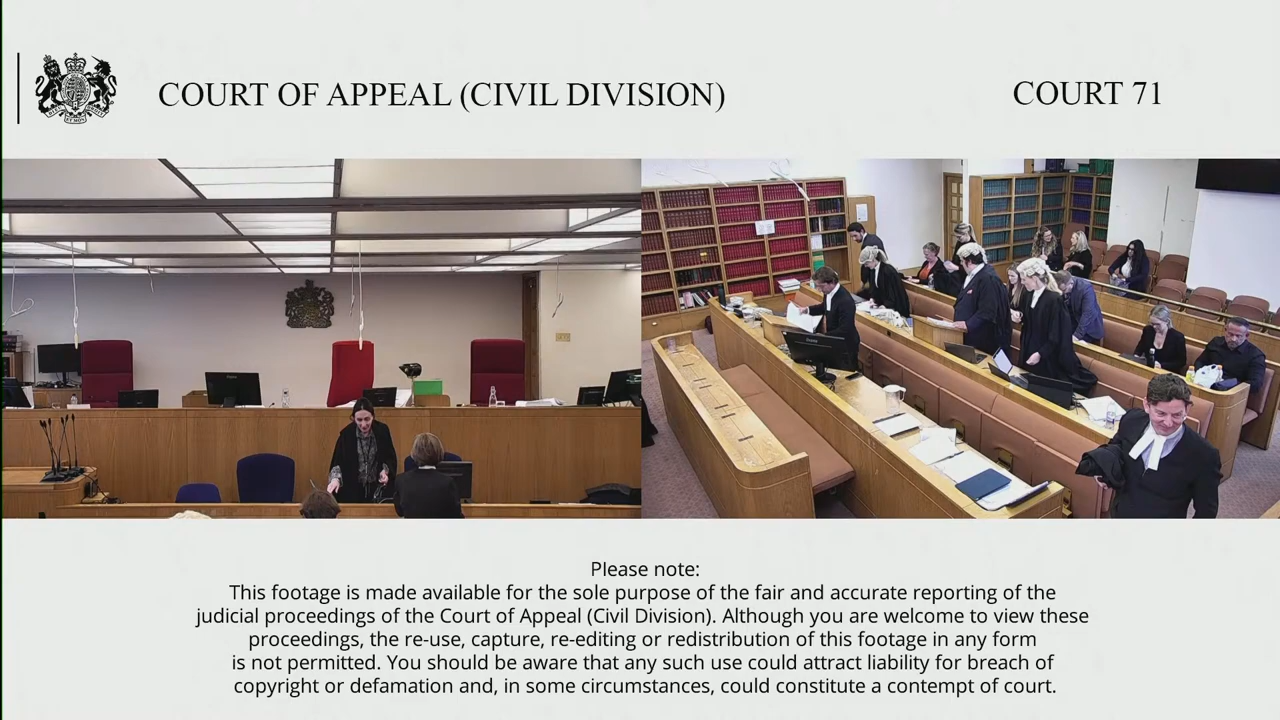 COURT OF APPEAL (CIVIL DIVISION)
COURT 71
Please note:
This footage is made available for the sole purpose of the fair and accurate reporting of the
judicial proceedings of the Court of Appeal (Civil Division). Although you are welcome to view these
proceedings, the re-use, capture, re-editing or redistribution of this footage in any form
is not permitted. You should be aware that any such use could attract liability for breach of
copyright or defamation and, in some circumstances, could constitute a contempt of court.